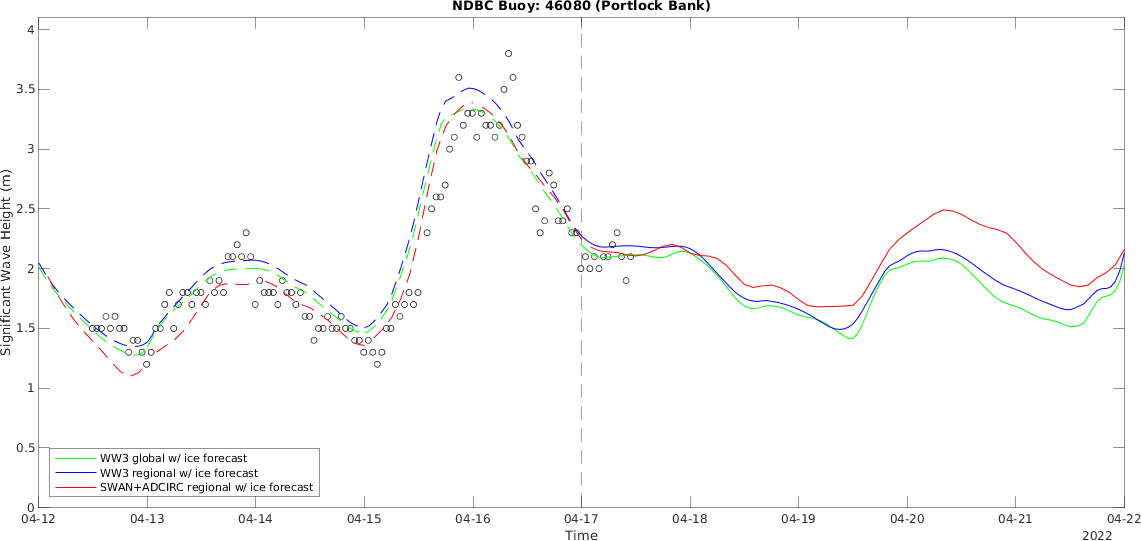 NDBC Buoy: 46080 (Portlock Bank)
4
3.5
3
2.5
2
1.5
1
0.5
0
Significant Wave Height (m)
WW3 global w/ ice forecast
WW3 regional w/ ice forecast
SWAN+ADCIRC regional w/ ice forecast
04-12 04-13 04-14 04-15 04-16 04-17 04-18 04-19 04-20 04-21 04-22
Time
2022